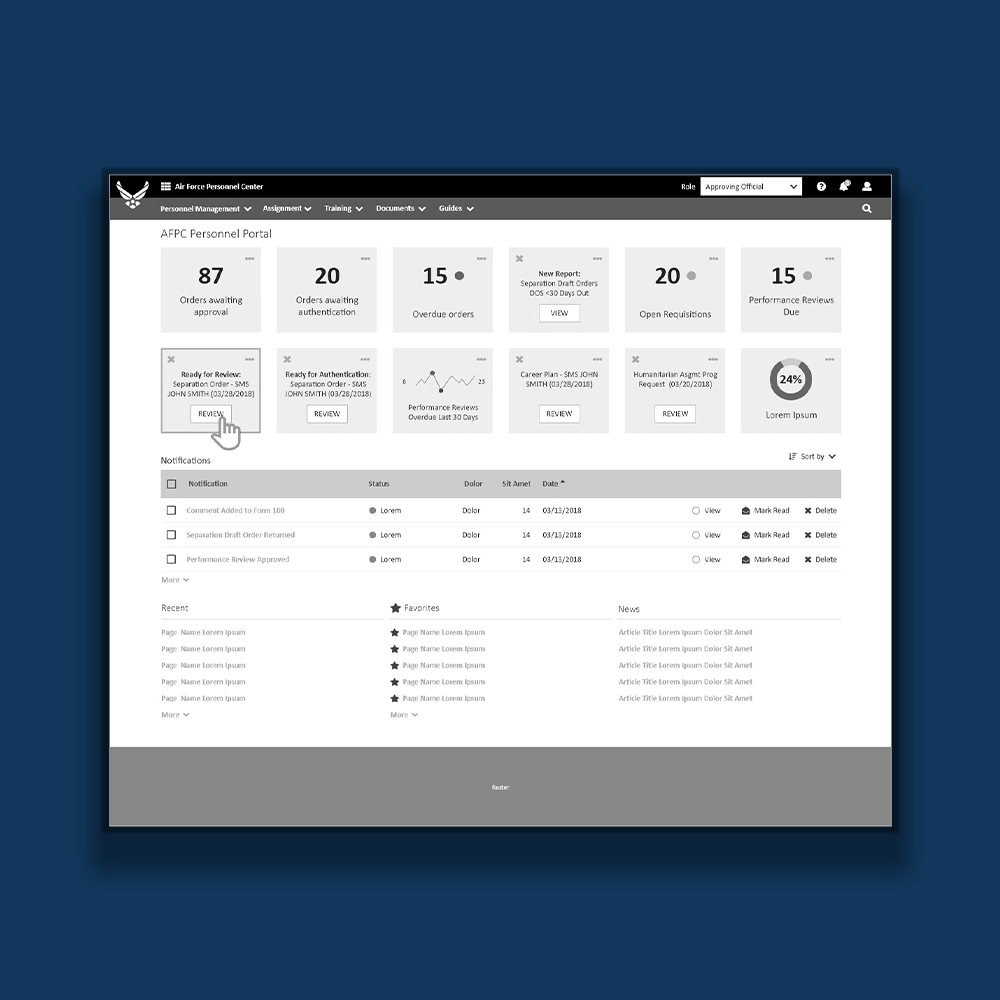 Air Force Personnel Center
Role
Approving Official
Personnel Management
Assignment
Training
Documents
Guides
AFPC Personnel Portal
87
Orders awaiting
approval
20
Orders awaiting
authentication
15
Overdue orders
New Report:
Separation Draft Orders
DOS <30 Days Out
VIEW
20
Open Requisitions
15
Performance Reviews
Due
Ready for Review:
Separation Order - SMS
JOHN SMITH (03/28/2018)
REVIEW
Ready for Authentication:
Separation Order - SMS
JOHN SMITH (03/28/2018)
REVIEW
6
23
Performance Reviews
Overdue Last 30 Days
Career Plan - SMS JOHN
SMITH (03/28/2018)
REVIEW
Humanitarian Asgmt Prog
Request (03/20/2018)
REVIEW
24%
Lorem Ipsum
Notifications
Sort by
Notification Status Dolor Sit Amet Date
Comment Added to Form 100 Lorem Dolor 14 03/13/2018 View Mark Read Delete
Separation Draft Order Returned Lorem Dolor 14 03/13/2018 View Mark Read Delete
Performance Review Approved Lorem Dolor 14 03/13/2018 View Mark Read Delete
More
Recent
Page Name Lorem Ipsum
Page Name Lorem Ipsum
Page Name Lorem Ipsum
Page Name Lorem Ipsum
Page Name Lorem Ipsum
More
Favorites
Page Name Lorem Ipsum
Page Name Lorem Ipsum
Page Name Lorem Ipsum
Page Name Lorem Ipsum
Page Name Lorem Ipsum
More
News
Article Title Lorem Ipsum Dolor Sit Amet
Article Title Lorem Ipsum Dolor Sit Amet
Article Title Lorem Ipsum Dolor Sit Amet
Article Title Lorem Ipsum Dolor Sit Amet
Article Title Lorem Ipsum Dolor Sit Amet
footer